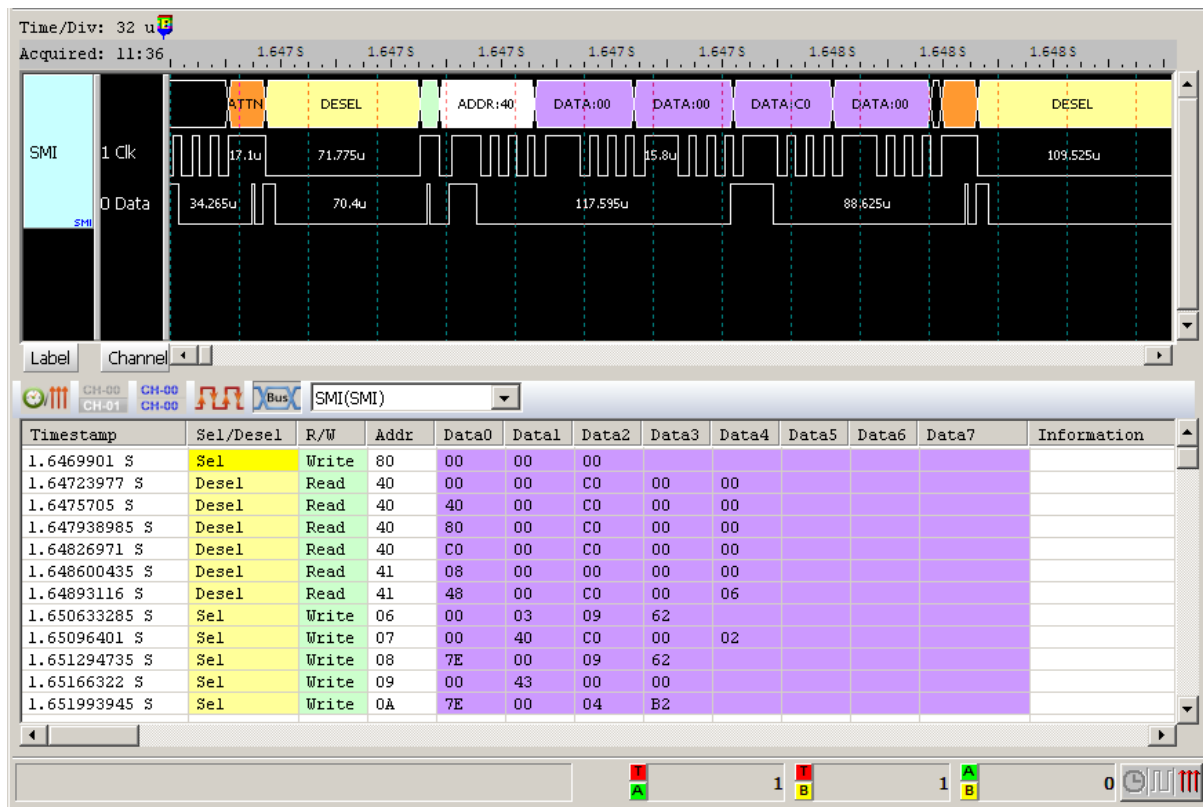 Time/Div: 32 u
Acquired: 11:36 1.647 S 1.647 S 1.647 S 1.647 S 1.647 S 1.648 S 1.648 S 1.648 S
ATTN DESEL ADDR:40 DATA:00 DATA:00 DATA:C0 DATA:00 DESEL
SMI 1 Clk 17.1u 71.775u 15.8u 109.525u
0 Data 34.265u 70.4u 117.595u 88.625u
SMI
Label Channel
CH-00 CH-01 CH-00 CH-00 Bus SMI(SMI)
Timestamp Sel/Desel R/W Addr Data0 Data1 Data2 Data3 Data4 Data5 Data6 Data7 Information
1.6469901 S Sel Write 80 00 00 00
1.64723977 S Desel Read 40 00 00 C0 00 00
1.6475705 S Desel Read 40 40 00 C0 00 00
1.647938985 S Desel Read 40 80 00 C0 00 00
1.64826971 S Desel Read 40 C0 00 C0 00 00
1.648600435 S Desel Read 41 08 00 00 00 00
1.64893116 S Desel Read 41 48 00 C0 00 06
1.650633285 S Sel Write 06 00 03 09 62
1.65096401 S Sel Write 07 00 40 C0 00 02
1.651294735 S Sel Write 08 7E 00 09 62
1.65166322 S Sel Write 09 00 43 00 00
1.651993945 S Sel Write 0A 7E 00 04 B2
T A 1 T B 1 A B 0